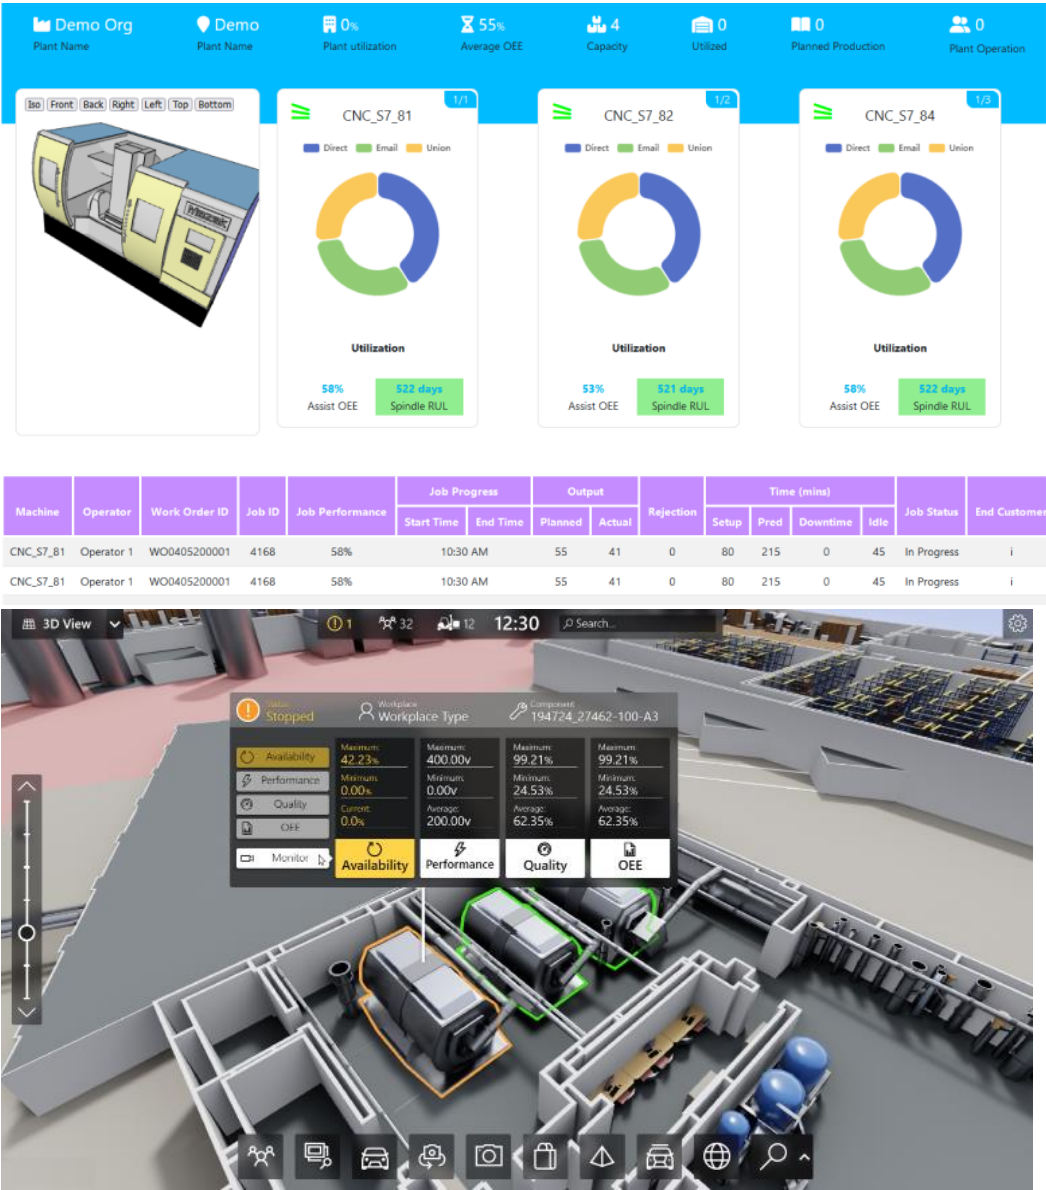 Demo Org
Plant Name
Demo
Plant Name
0%
Plant utilization
55%
Average OEE
4
Capacity
0
Utilized
0
Planned Production
0
Plant Operation
Iso Front Back Right Left Top Bottom
Mazak
1/1
CNC_S7_81
Direct Email Union
Utilization
58%
Assist OEE
522 days
Spindle RUL
1/2
CNC_S7_82
Direct Email Union
Utilization
53%
Assist OEE
521 days
Spindle RUL
1/3
CNC_S7_84
Direct Email Union
Utilization
58%
Assist OEE
522 days
Spindle RUL
Job Progress Output Time (mins)
Machine Operator Work Order ID Job ID Job Performance Rejection Job Status End Customer
Start Time End Time Planned Actual Setup Pred Downtime Idle
CNC_S7_81 Operator 1 WO0405200001 4168 58% 10:30 AM 55 41 0 80 215 0 45 In Progress i
CNC_S7_81 Operator 1 WO0405200001 4168 58% 10:30 AM 55 41 0 80 215 0 45 In Progress i
3D View 1 32 12 12:30 Search...
Status
Stopped
Workplace
Workplace Type
Component
194724_27462-100-A3
Availability
Performance
Quality
OEE
Monitor
Maximum:
42.23%
Minimum:
0.00%
Current:
0.0%
Availability
Maximum:
400.00v
Minimum:
0.00v
Average:
200.00v
Performance
Maximum:
99.21%
Minimum:
24.53%
Average:
62.35%
Quality
Maximum:
99.21%
Minimum:
24.53%
Average:
62.35%
OEE